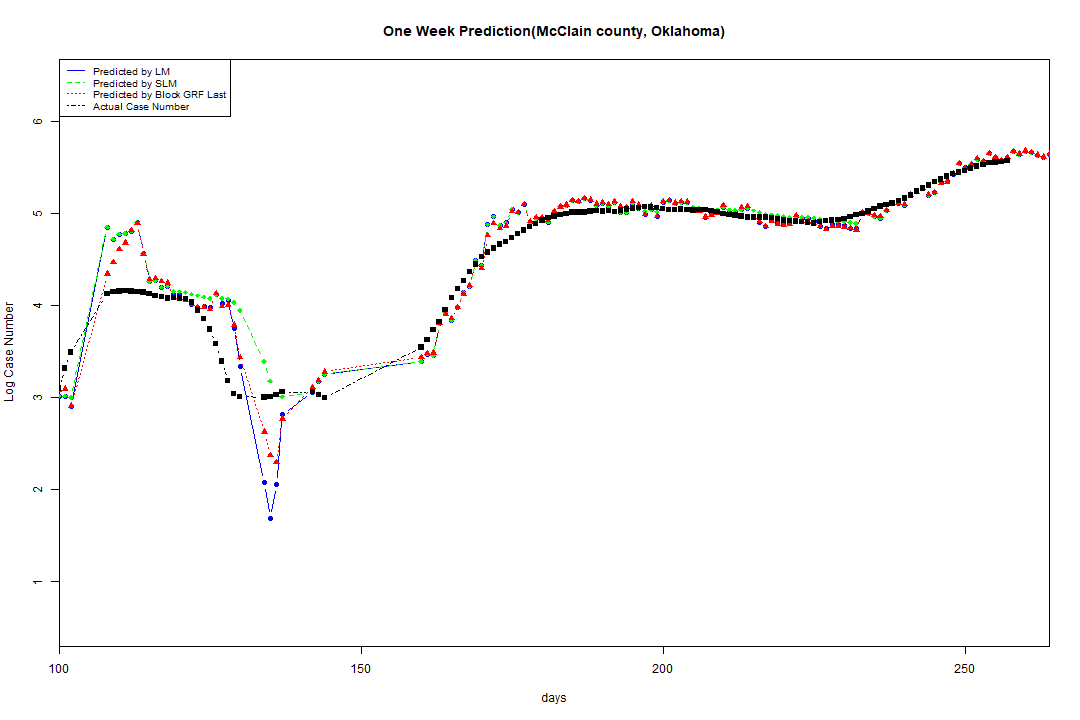 One Week Prediction(McClain county, Oklahoma)
Predicted by LM
Predicted by SLM
Predicted by Block GRF Last
Actual Case Number
Log Case Number
6
5
4
3
2
1
100
150
200
250
days